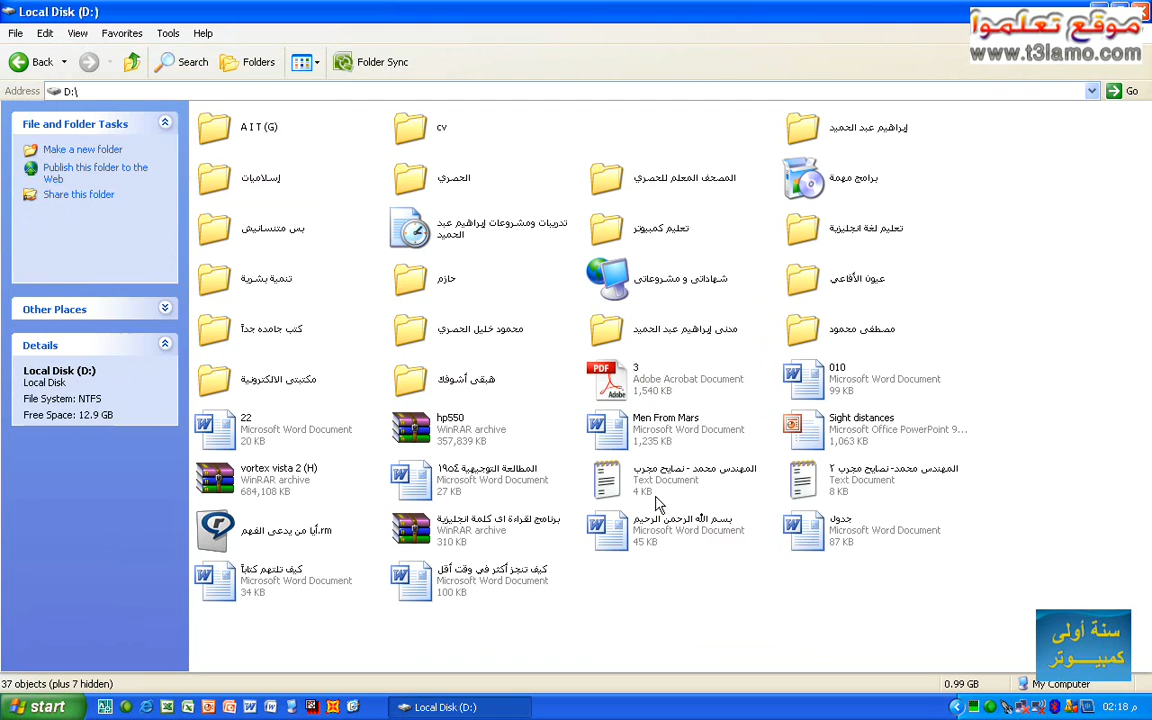 Local Disk (D:)
File Edit View Favorites Tools Help
موقع تعلموا
www.t3lamo.com
Back Search Folders Folder Sync
Address D:\ Go
File and Folder Tasks
Make a new folder
Publish this folder to the Web
Share this folder
Other Places
Details
Local Disk (D:)
Local Disk
File System: NTFS
Free Space: 12.9 GB
A I T (G)
cv
إبراهيم عبد الحميد
إسلاميات
الحصري
المصحف المعلم للحصري
برامج مهمة
بس متنسانيش
تدريبات ومشروعات إبراهيم عبد
الحميد
تعليم كمبيوتر
تعليم لغة انجليزية
تنمية بشرية
حازم
شهاداتي و مشروعاتي
عيون الأفاعي
كتب جامده جداً
محمود خليل الحصري
مدني إبراهيم عبد الحميد
مصطفى محمود
مكتبتي الالكترونية
هيقى أشوفك
3
Adobe Acrobat Document
1,540 KB
010
Microsoft Word Document
99 KB
22
Microsoft Word Document
20 KB
hp550
WinRAR archive
357,839 KB
Men From Mars
Microsoft Word Document
1,235 KB
Sight distances
Microsoft Office PowerPoint 9...
1,063 KB
vortex vista 2 (H)
WinRAR archive
684,108 KB
المطالعة التوجيهية ١٩٥٤
Microsoft Word Document
27 KB
المهندس محمد - نصايح مجرب
Text Document
4 KB
المهندس محمد- نصايح مجرب ٢
Text Document
8 KB
أيا من يدعى الفهم.rm
برنامج لقراءة اى كلمة انجليزية
WinRAR archive
310 KB
بسم الله الرحمن الرحيم
Microsoft Word Document
45 KB
جدول
Microsoft Word Document
87 KB
كيف تلتهم كتاباً
Microsoft Word Document
34 KB
كيف تنجز أكثر في وقت أقل
Microsoft Word Document
100 KB
سنة أولى
كمبيوتر
37 objects (plus 7 hidden) 0.99 GB My Computer
start Local Disk (D:) 02:18 م